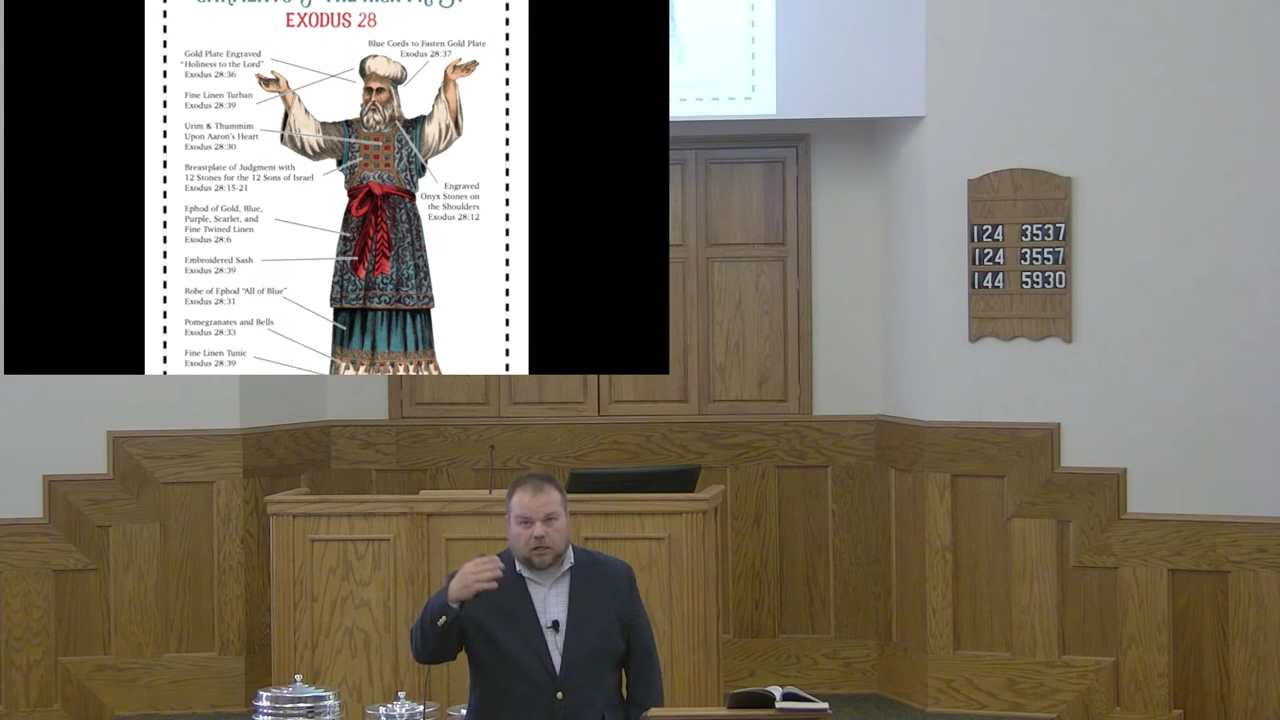 GARMENTS of THE HIGH PRIEST
EXODUS 28
Blue Cords to Fasten Gold Plate
Exodus 28:37
Gold Plate Engraved
"Holiness to the Lord"
Exodus 28:36
Fine Linen Turban
Exodus 28:39
Urim & Thummim
Upon Aaron's Heart
Exodus 28:30
Breastplate of Judgment with
12 Stones for the 12 Sons of Israel
Exodus 28:15-21
Engraved
Onyx Stones on
the Shoulders
Exodus 28:12
Ephod of Gold, Blue,
Purple, Scarlet, and
Fine Twined Linen
Exodus 28:6
Embroidered Sash
Exodus 28:39
Robe of Ephod "All of Blue"
Exodus 28:31
Pomegranates and Bells
Exodus 28:33
Fine Linen Tunic
Exodus 28:39
124 3537
124 3557
144 5930